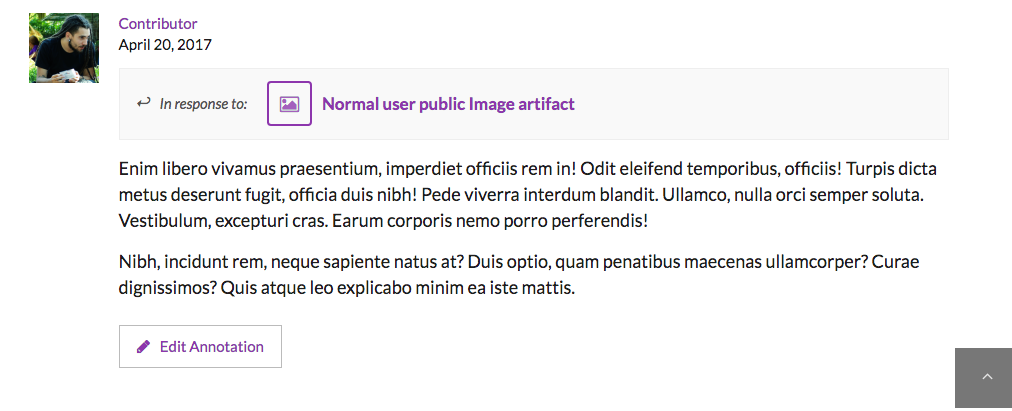 Contributor
April 20, 2017
In response to: Normal user public Image artifact
Enim libero vivamus praesentium, imperdiet officiis rem in! Odit eleifend temporibus, officiis! Turpis dicta
metus deserunt fugit, officia duis nibh! Pede viverra interdum blandit. Ullamco, nulla orci semper soluta.
Vestibulum, excepturi cras. Earum corporis nemo porro perferendis!
Nibh, incidunt rem, neque sapiente natus at? Duis optio, quam penatibus maecenas ullamcorper? Curae
dignissimos? Quis atque leo explicabo minim ea iste mattis.
Edit Annotation